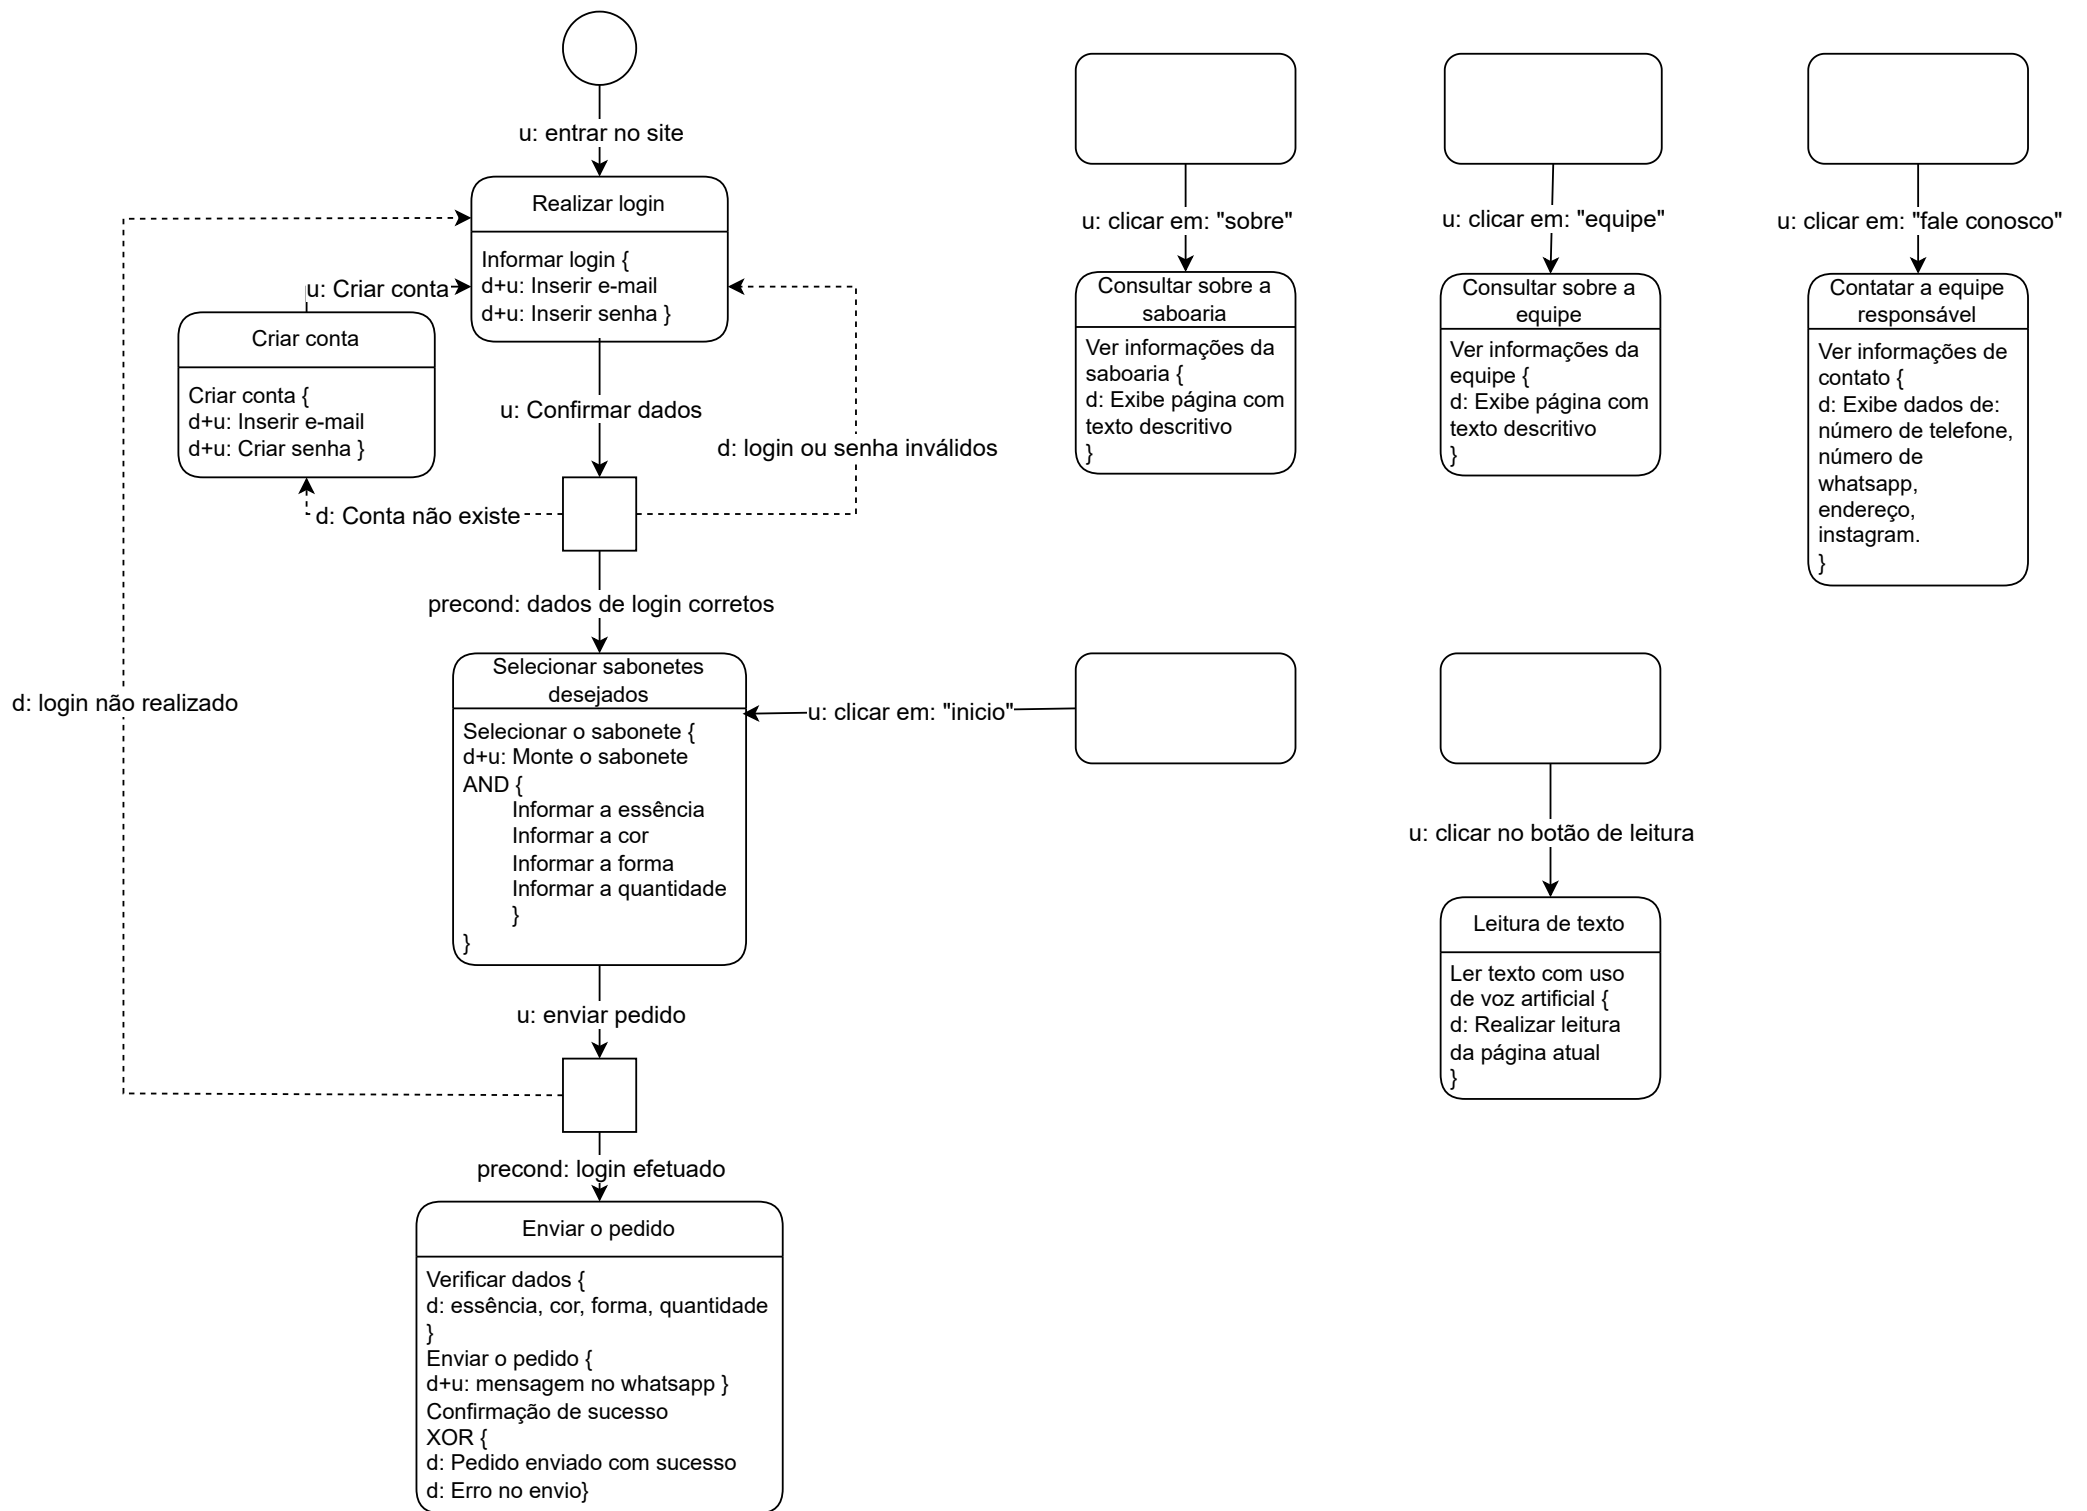 u: entrar no site
Realizar login
Informar login {
d+u: Inserir e-mail
d+u: Inserir senha }
u: Criar conta
Criar conta
Criar conta {
d+u: Inserir e-mail
d+u: Criar senha }
u: Confirmar dados
d: login ou senha inválidos
d: Conta não existe
precond: dados de login corretos
d: login não realizado
Selecionar sabonetes
desejados
Selecionar o sabonete {
d+u: Monte o sabonete
AND {
Informar a essência
Informar a cor
Informar a forma
Informar a quantidade
}
}
u: clicar em: "inicio"
u: enviar pedido
precond: login efetuado
Enviar o pedido
Verificar dados {
d: essência, cor, forma, quantidade
}
Enviar o pedido {
d+u: mensagem no whatsapp }
Confirmação de sucesso
XOR {
d: Pedido enviado com sucesso
d: Erro no envio}
u: clicar em: "sobre"
Consultar sobre a
saboaria
Ver informações da
saboaria {
d: Exibe página com
texto descritivo
}
u: clicar em: "equipe"
Consultar sobre a
equipe
Ver informações da
equipe {
d: Exibe página com
texto descritivo
}
u: clicar em: "fale conosco"
Contatar a equipe
responsável
Ver informações de
contato {
d: Exibe dados de:
número de telefone,
número de
whatsapp,
endereço,
instagram.
}
u: clicar no botão de leitura
Leitura de texto
Ler texto com uso
de voz artificial {
d: Realizar leitura
da página atual
}